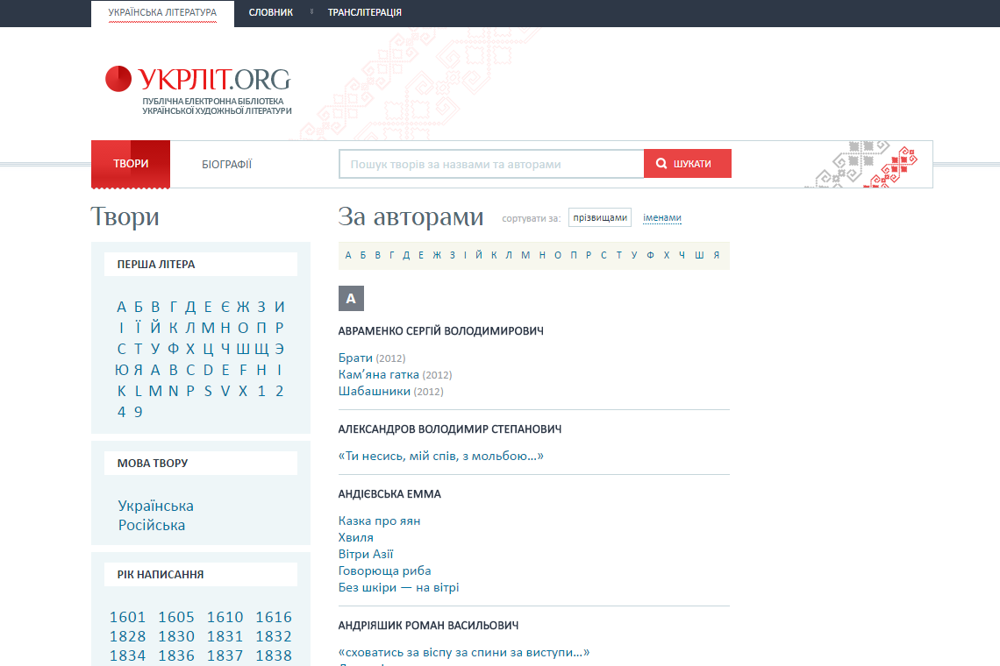 УКРАЇНСЬКА ЛІТЕРАТУРА
СЛОВНИК
ТРАНСЛІТЕРАЦІЯ
УКРЛІТ.ORG
ПУБЛІЧНА ЕЛЕКТРОННА БІБЛІОТЕКА
УКРАЇНСЬКОЇ ХУДОЖНЬОЇ ЛІТЕРАТУРИ
ТВОРИ
БІОГРАФІЇ
Пошук творів за назвами та авторами
ШУКАТИ
Твори
ПЕРША ЛІТЕРА
А Б В Г Д Е Є Ж З И
І Ї Й К Л М Н О П Р
С Т У Ф Х Ц Ч Ш Щ Э
Ю Я A B C D E F H I
K L M N P S V X 1 2
4 9
МОВА ТВОРУ
Українська
Російська
РІК НАПИСАННЯ
1601 1605 1610 1616
1828 1830 1831 1832
1834 1836 1837 1838
За авторами
сортувати за: прізвищами іменами
А Б В Г Д Е Ж З І Й К Л М Н О П Р С Т У Ф Х Ч Ш Я
А
АВРАМЕНКО СЕРГІЙ ВОЛОДИМИРОВИЧ
Брати (2012)
Кам’яна гатка (2012)
Шабашники (2012)
АЛЕКСАНДРОВ ВОЛОДИМИР СТЕПАНОВИЧ
«Ти несись, мій спів, з мольбою...»
АНДІЄВСЬКА ЕММА
Казка про яян
Хвиля
Вітри Азії
Говорюща риба
Без шкіри — на вітрі
АНДРІЯШИК РОМАН ВАСИЛЬОВИЧ
«сховатись за віспу за спини за виступи...»